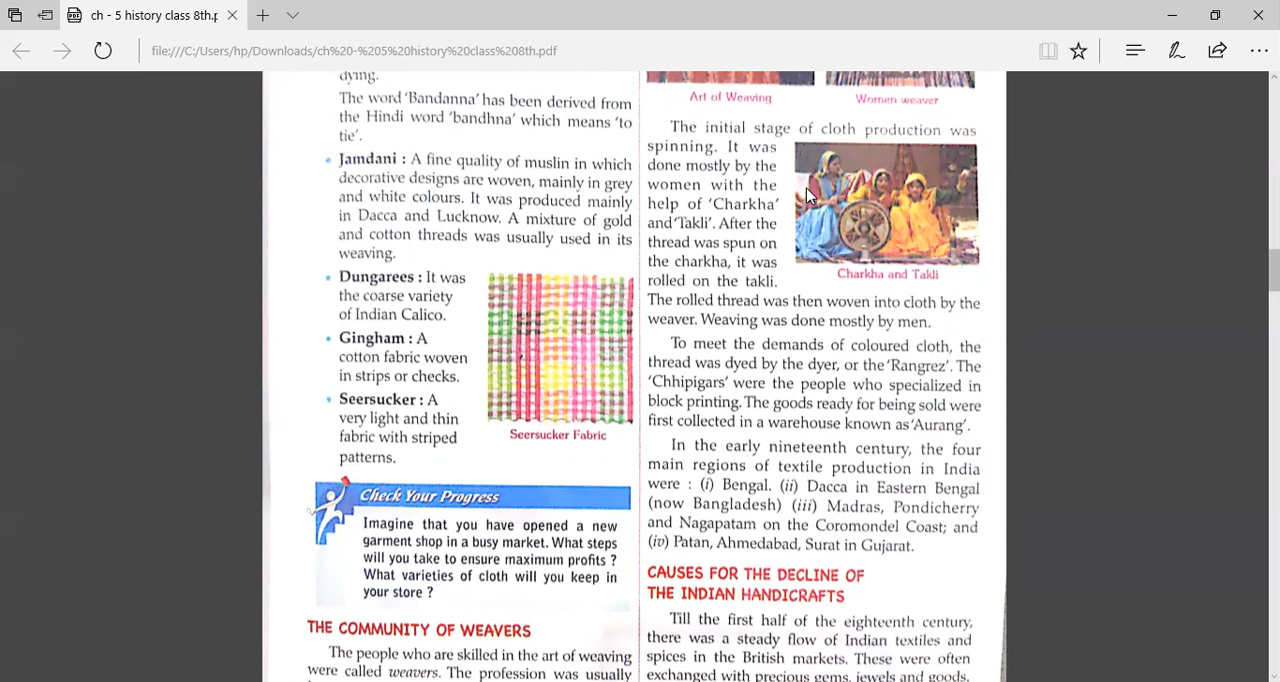 ch - 5 history class 8th.p
file:///C:/Users/hp/Downloads/ch%20-%205%20history%20class%208th.pdf
dying.
The word 'Bandanna' has been derived from
the Hindi word 'bandhna' which means 'to
tie'.
• Jamdani : A fine quality of muslin in which
decorative designs are woven, mainly in grey
and white colours. It was produced mainly
in Dacca and Lucknow. A mixture of gold
and cotton threads was usually used in its
weaving.
• Dungarees : It was
the coarse variety
of Indian Calico.
• Gingham : A
cotton fabric woven
in strips or checks.
• Seersucker : A
very light and thin
fabric with striped
patterns.
Seersucker Fabric
Check Your Progress
Imagine that you have opened a new
garment shop in a busy market. What steps
will you take to ensure maximum profits ?
What varieties of cloth will you keep in
your store ?
THE COMMUNITY OF WEAVERS
The people who are skilled in the art of weaving
were called weavers. The profession was usually
Art of Weaving
Women weaver
The initial stage of cloth production was
spinning. It was
done mostly by the
women with the
help of 'Charkha'
and 'Takli'. After the
thread was spun on
the charkha, it was
rolled on the takli.
Charkha and Takli
The rolled thread was then woven into cloth by the
weaver. Weaving was done mostly by men.
To meet the demands of coloured cloth, the
thread was dyed by the dyer, or the 'Rangrez'. The
'Chhipigars' were the people who specialized in
block printing. The goods ready for being sold were
first collected in a warehouse known as 'Aurang'.
In the early nineteenth century, the four
main regions of textile production in India
were : (i) Bengal. (ii) Dacca in Eastern Bengal
(now Bangladesh) (iii) Madras, Pondicherry
and Nagapatam on the Coromondel Coast; and
(iv) Patan, Ahmedabad, Surat in Gujarat.
CAUSES FOR THE DECLINE OF
THE INDIAN HANDICRAFTS
Till the first half of the eighteenth century,
there was a steady flow of Indian textiles and
spices in the British markets. These were often
exchanged with precious gems, jewels and goods.